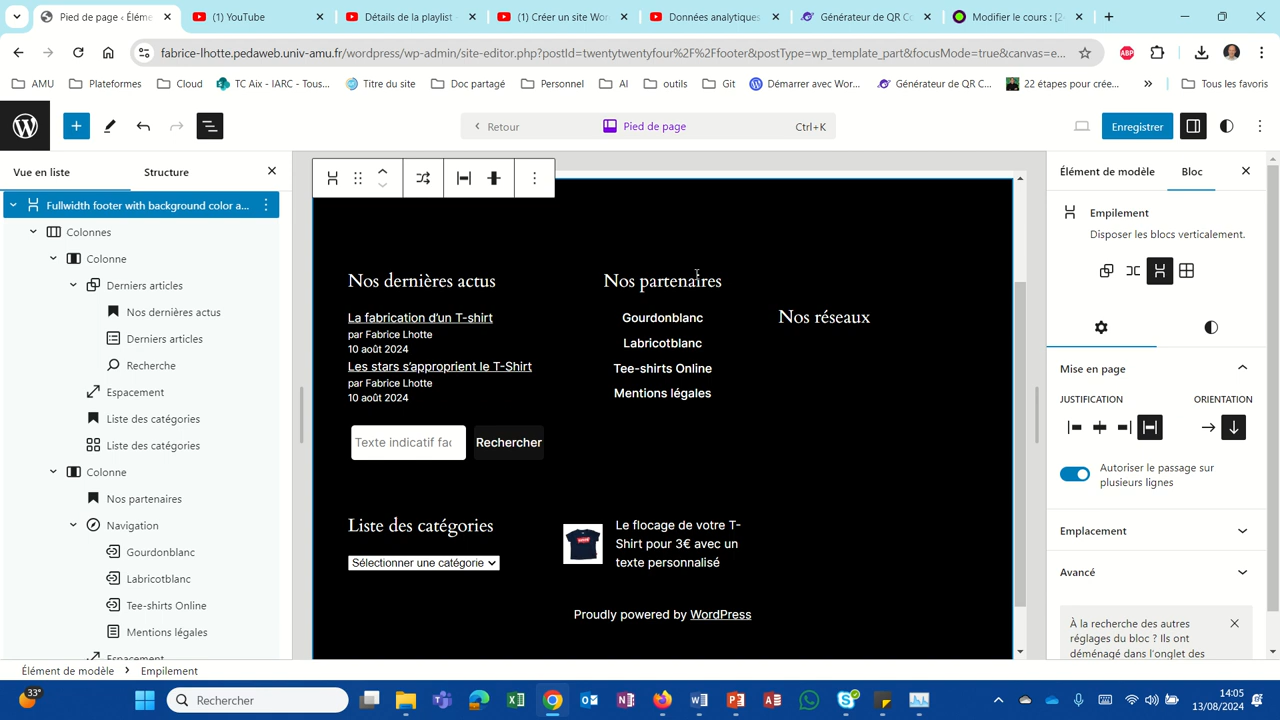 Pied de page ‹ Élém
(1) YouTube
Détails de la playlist -
(1) Créer un site Wor
Données analytiques
Générateur de QR Co
Modifier le cours : [24
fabrice-lhotte.pedaweb.univ-amu.fr/wordpress/wp-admin/site-editor.php?postId=twentytwentyfour%2F%2Ffooter&postType=wp_template_part&focusMode=true&canvas=e...
AMU
Plateformes
Cloud
TC Aix - IARC - Tous...
Titre du site
Doc partagé
Personnel
AI
outils
Git
Démarrer avec Wor...
Générateur de QR C...
22 étapes pour crée...
»
Tous les favoris
Retour
Pied de page
Ctrl+K
Enregistrer
Vue en liste
Structure
Élément de modèle
Bloc
Fullwidth footer with background color a...
Colonnes
Colonne
Derniers articles
Nos dernières actus
Derniers articles
Recherche
Espacement
Liste des catégories
Liste des catégories
Colonne
Nos partenaires
Navigation
Gourdonblanc
Labricotblanc
Tee-shirts Online
Mentions légales
Espacement
Nos dernières actus
La fabrication d'un T-shirt
par Fabrice Lhotte
10 août 2024
Les stars s'approprient le T-Shirt
par Fabrice Lhotte
10 août 2024
Texte indicatif fac
Rechercher
Liste des catégories
Sélectionner une catégorie
Nos partenaires
Gourdonblanc
Labricotblanc
Tee-shirts Online
Mentions légales
Le flocage de votre T-
Shirt pour 3€ avec un
texte personnalisé
Nos réseaux
Proudly powered by WordPress
Empilement
Disposer les blocs verticalement.
Mise en page
JUSTIFICATION
ORIENTATION
Autoriser le passage sur
plusieurs lignes
Emplacement
Avancé
À la recherche des autres
réglages du bloc ? Ils ont
déménagé dans l'onglet des
Élément de modèle
Empilement
33°
Rechercher
14:05
13/08/2024